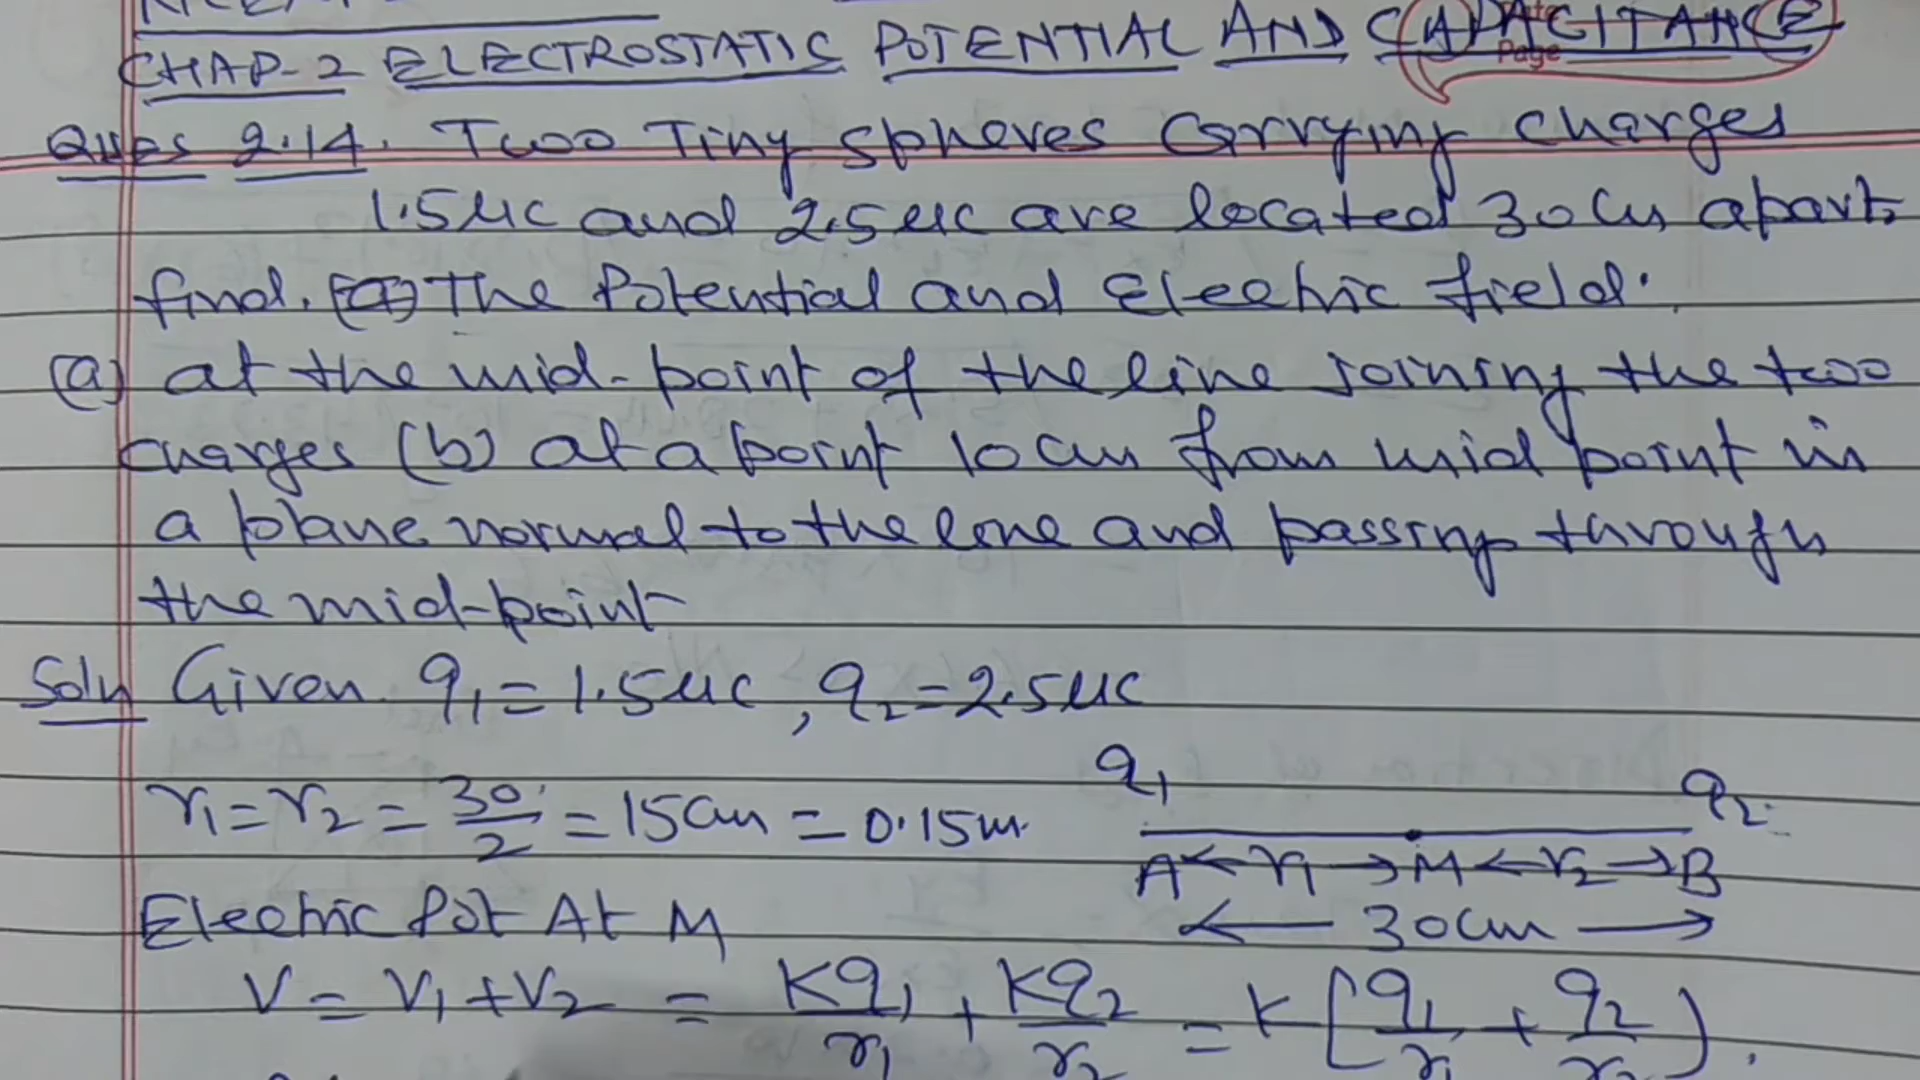 CHAP-2 ELECTROSTATIC POTENTIAL AND CAPACITANCE
Page
Ques 2.14. Two Tiny spheres Carrying charges
1.5μc and 2.5μc are located 30cm apart,
find. (a) The Potential and Electric field.
(a) at the mid-point of the line joining the two
charges (b) at a point 10cm from mid point in
a plane normal to the line and passing through
the mid-point
Soln Given q₁ = 1.5μc, q₂ = 2.5μc
r₁ = r₂ = 30/2 = 15cm = 0.15m.
q₁ q₂
A ← r₁ → M ← r₂ → B
← 30cm →
Electric Pot At M
V = V₁ + V₂ = Kq₁/r₁ + Kq₂/r₂ = K[q₁/r₁ + q₂/r₂).